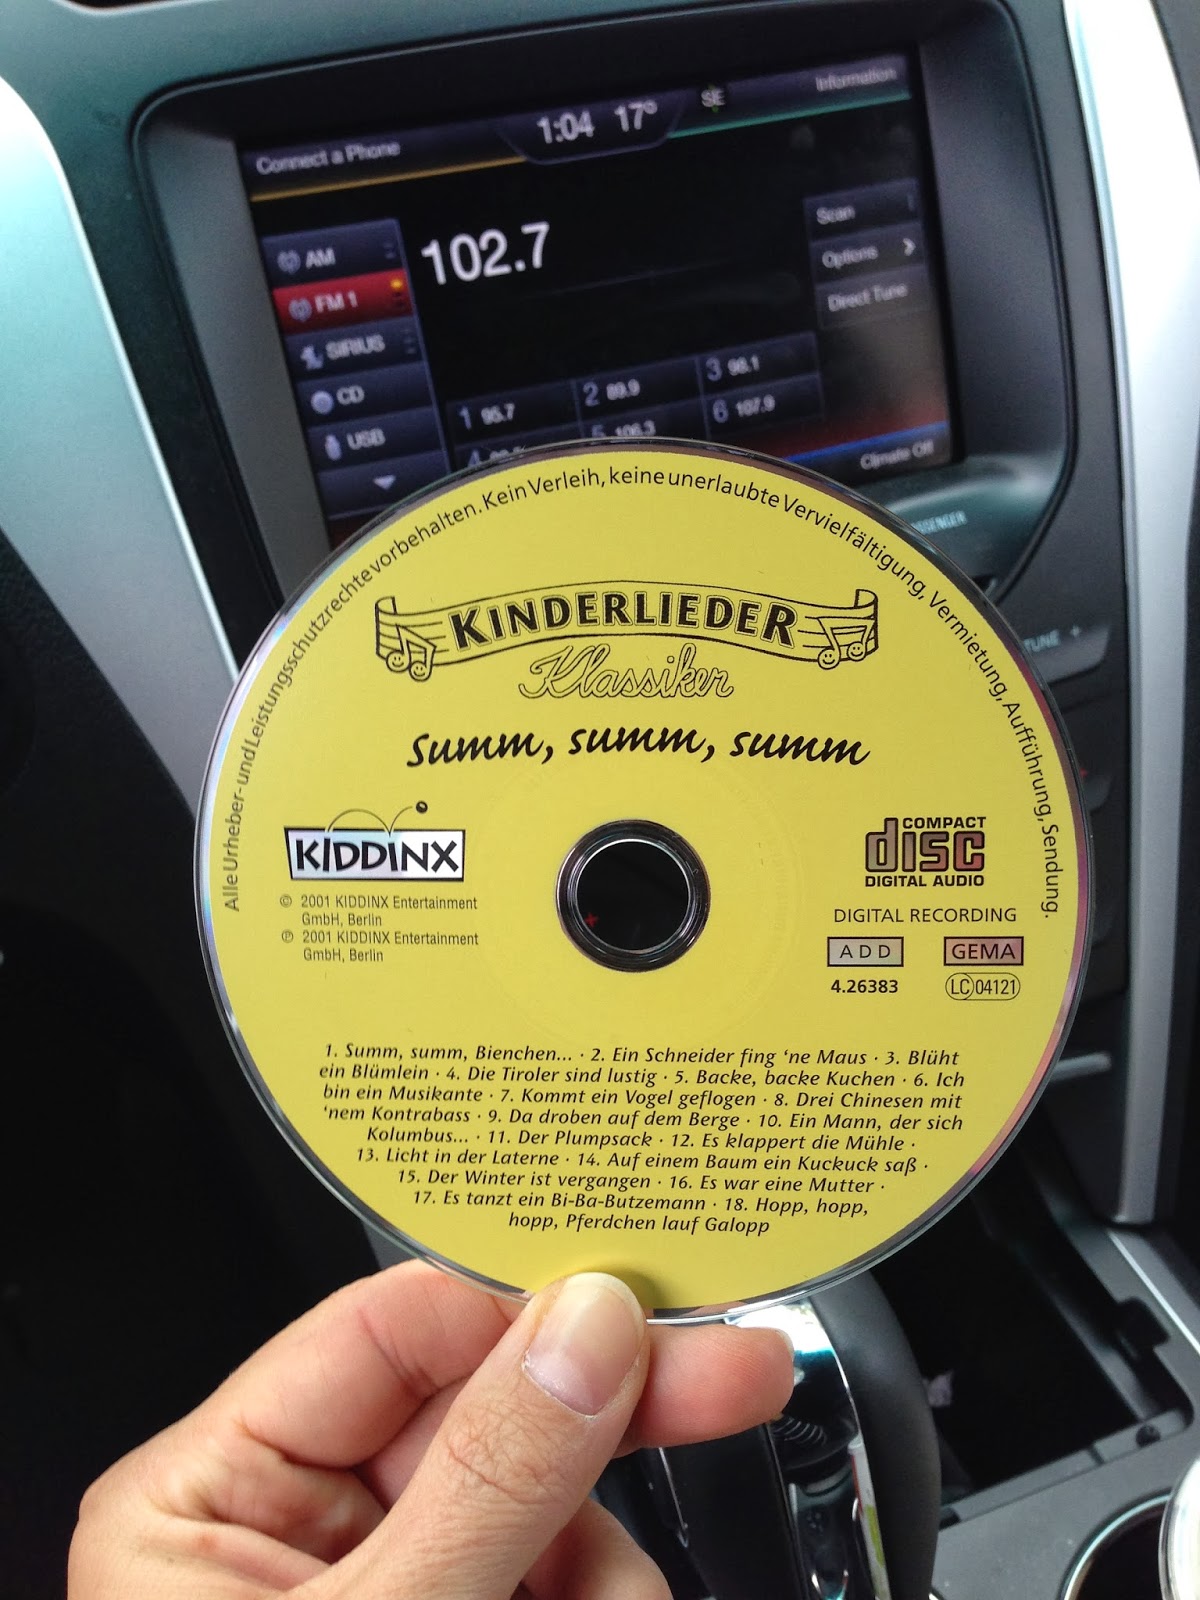 Connect a Phone
1:04 17°
SE
Information
AM
FM 1
SIRIUS
CD
USB
102.7
Scan
Options
Direct Tune
1 95.7
2 89.9
3 98.1
4
5 106.3
6 107.9
Climate Off
TUNE +
Alle Urheber- und Leistungsschutzrechte vorbehalten. Kein Verleih, keine unerlaubte Vervielfältigung, Vermietung, Aufführung, Sendung.
KINDERLIEDER
Klassiker
summ, summ, summ
KIDDINX
© 2001 KIDDINX Entertainment
GmbH, Berlin
℗ 2001 KIDDINX Entertainment
GmbH, Berlin
COMPACT
disc
DIGITAL AUDIO
DIGITAL RECORDING
ADD GEMA
4.26383 LC 04121
1. Summ, summ, Bienchen... · 2. Ein Schneider fing ‘ne Maus · 3. Blüht
ein Blümlein · 4. Die Tiroler sind lustig · 5. Backe, backe Kuchen · 6. Ich
bin ein Musikante · 7. Kommt ein Vogel geflogen · 8. Drei Chinesen mit
‘nem Kontrabass · 9. Da droben auf dem Berge · 10. Ein Mann, der sich
Kolumbus... · 11. Der Plumpsack · 12. Es klappert die Mühle ·
13. Licht in der Laterne · 14. Auf einem Baum ein Kuckuck saß ·
15. Der Winter ist vergangen · 16. Es war eine Mutter ·
17. Es tanzt ein Bi-Ba-Butzemann · 18. Hopp, hopp,
hopp, Pferdchen lauf Galopp